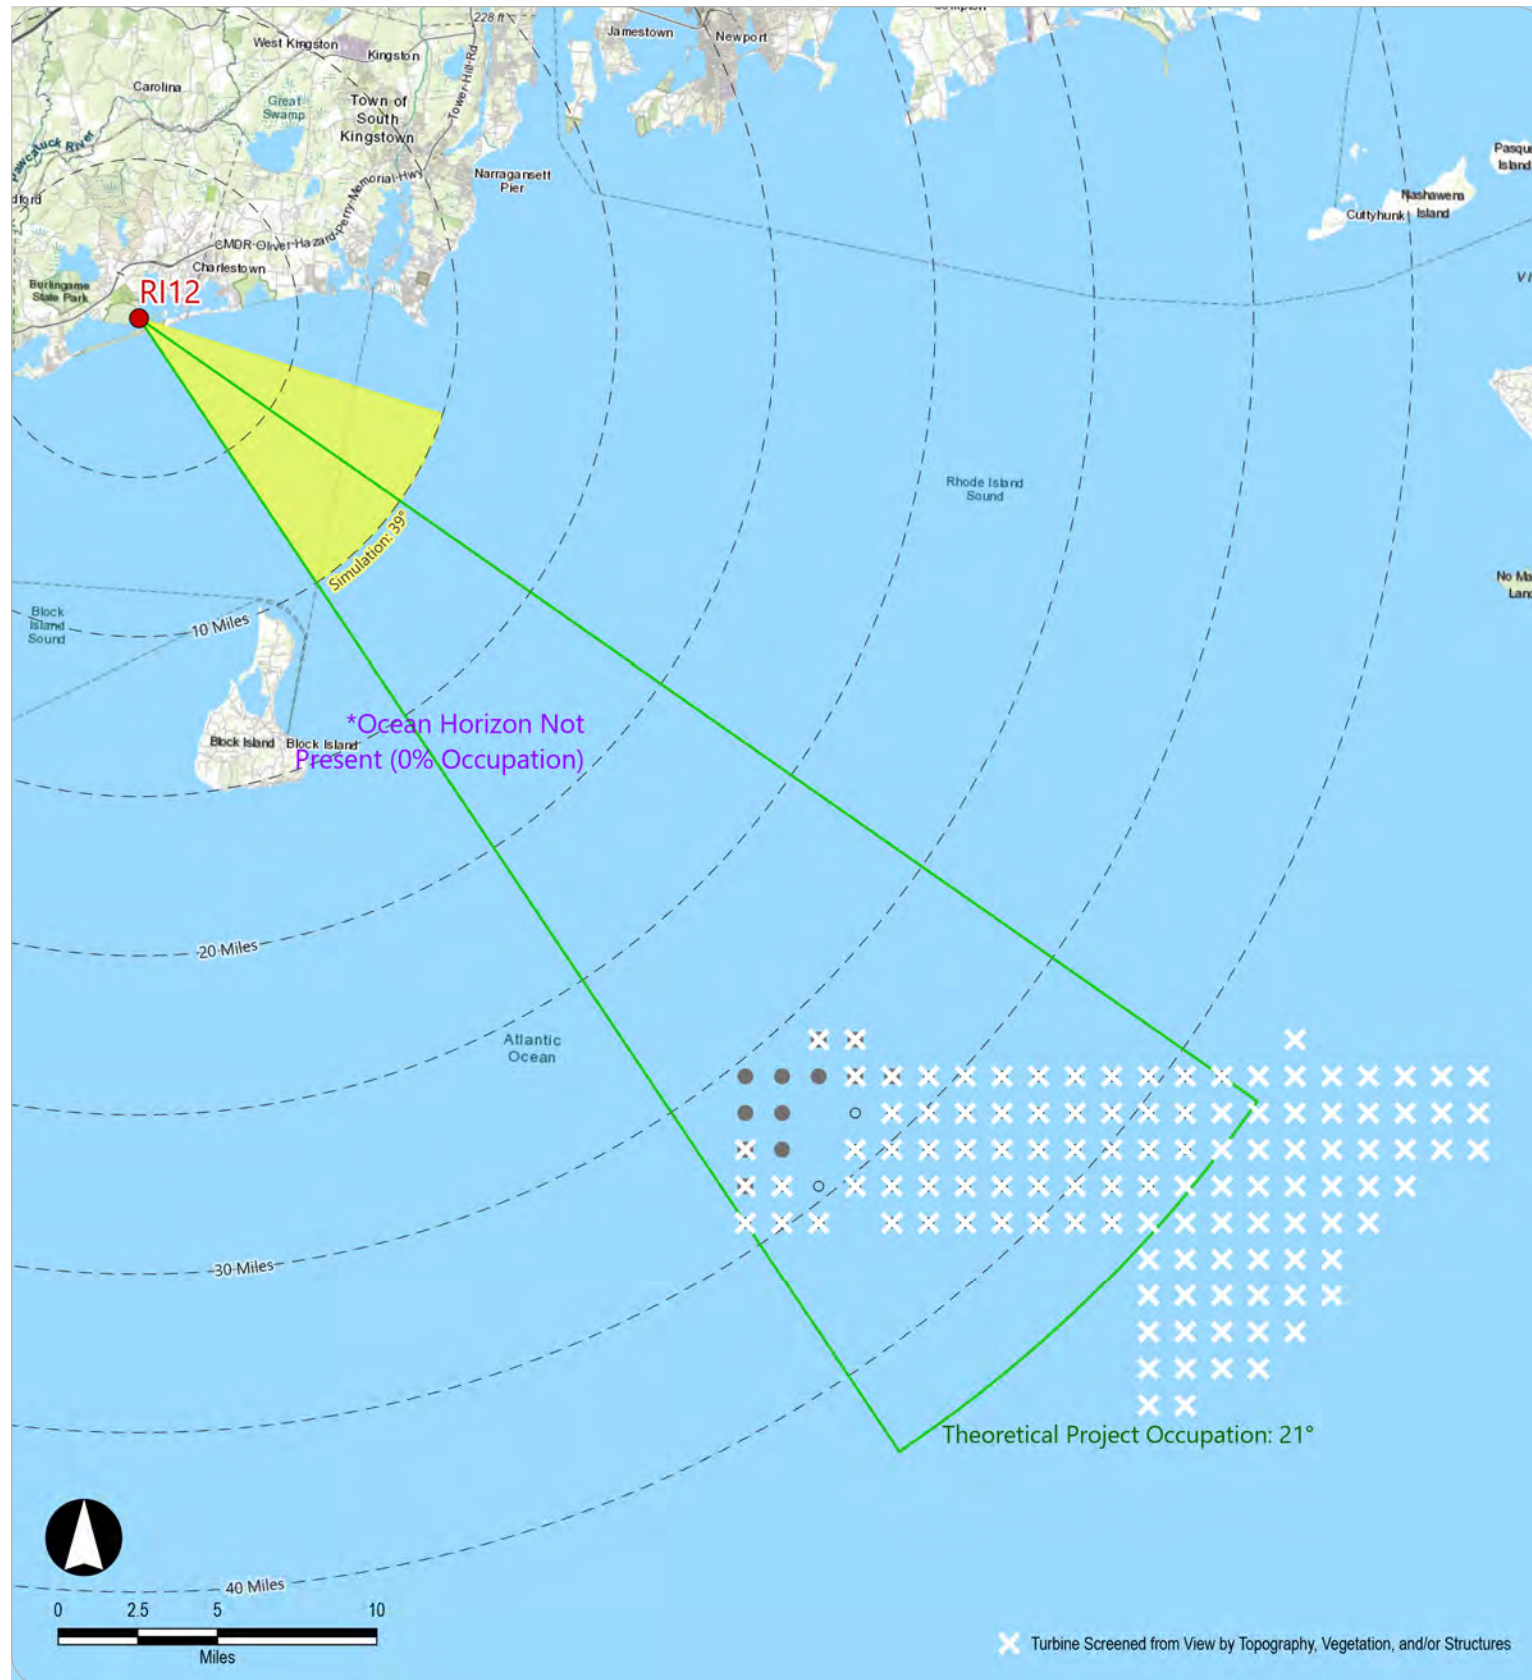 228 ft
Jamestown
Newport
West Kingston
Kingston
Tower-Hill-Rd
Carolina
Great
Swamp
Town of
South
Kingstown
Pawcatuck River
Narragansett
Pier
CMDR-Oliver-Hazard-Perry-Memorial-Hwy
Charlestown
Burlingame
State Park
RI12
Nashawena
Island
Cuttyhunk
Island
Rhode Island
Sound
Simulation: 39°
Block
Island
Sound
10 Miles
*Ocean Horizon Not
Present (0% Occupation)
Block Island
Block Island
20 Miles
Atlantic
Ocean
30 Miles
Theoretical Project Occupation: 21°
40 Miles
0 2.5 5 10
Miles
Turbine Screened from View by Topography, Vegetation, and/or Structures